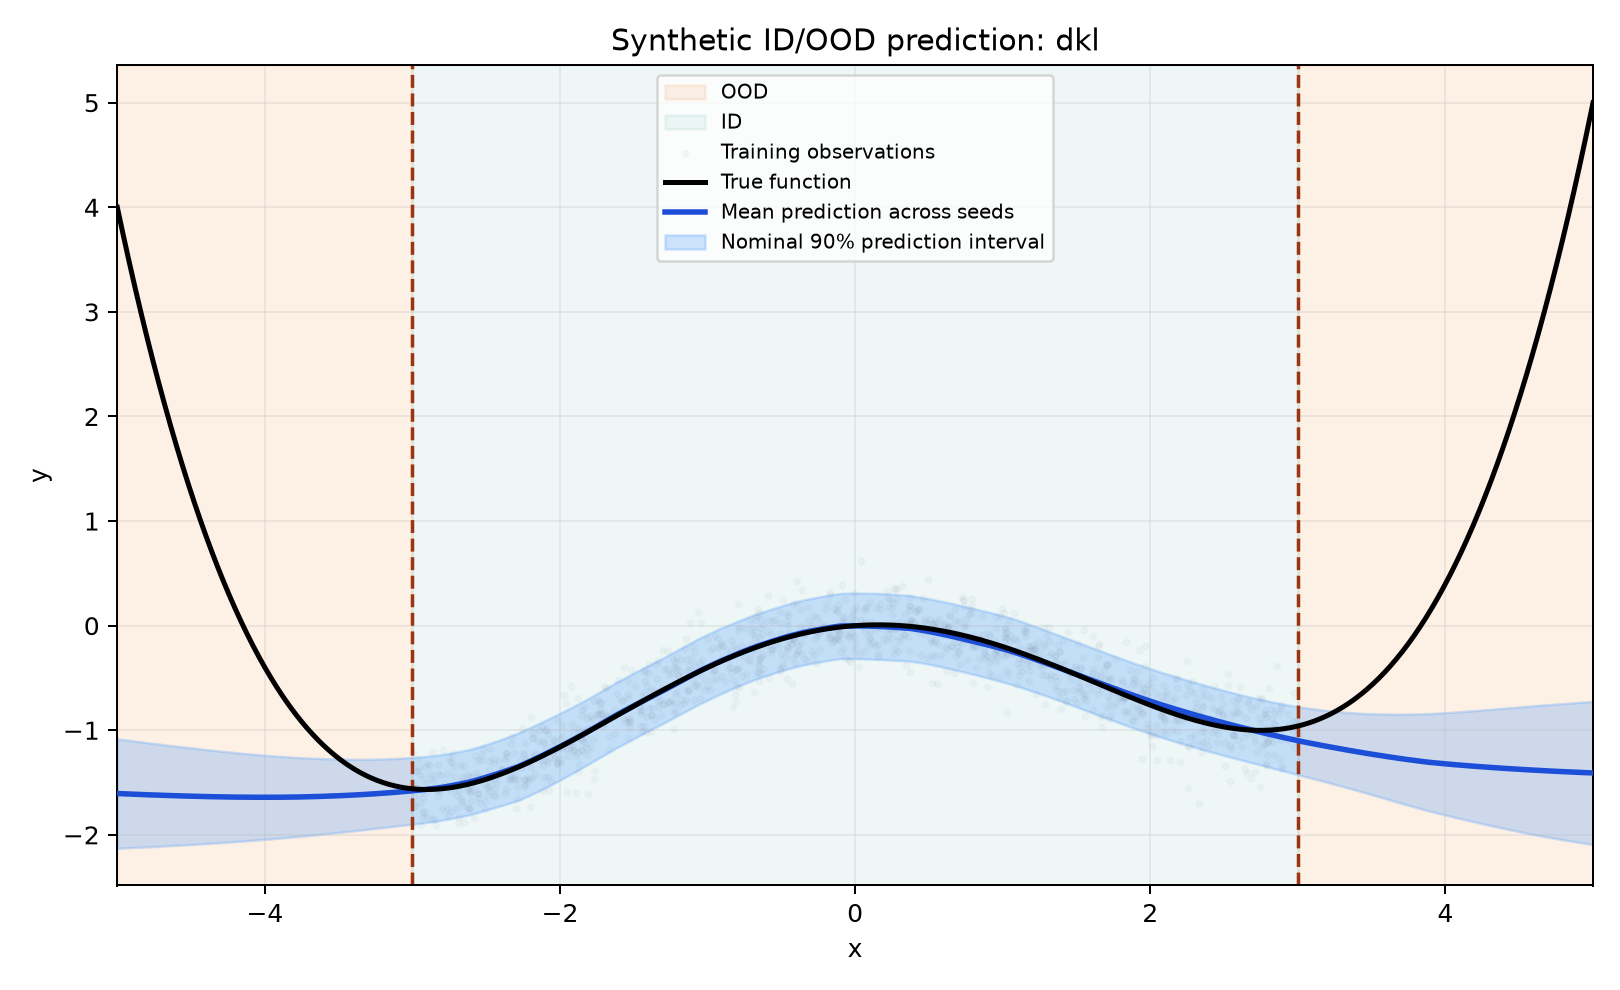 Synthetic ID/OOD prediction: dkl
OOD
ID
Training observations
True function
Mean prediction across seeds
Nominal 90% prediction interval
5
4
3
2
1
0
−1
−2
y
−4
−2
0
2
4
x